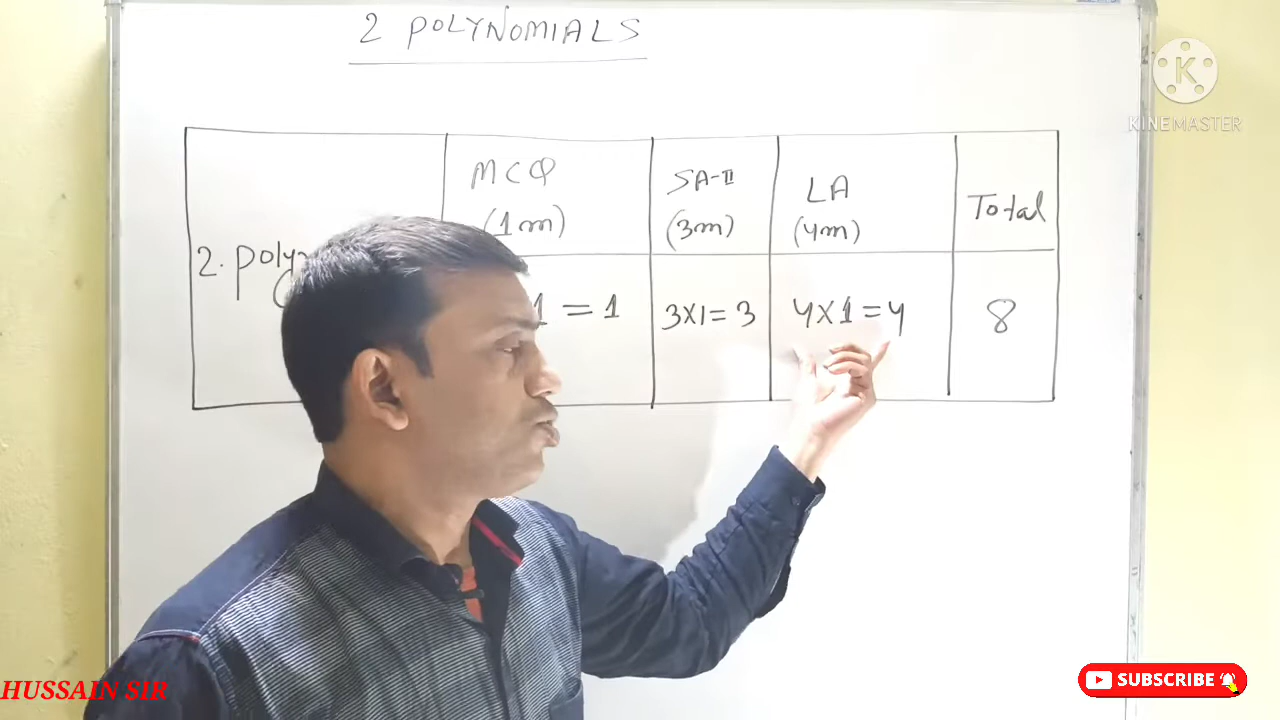 2 POLYNOMIALS
K
KINEMASTER
MCQ
(1m)
SA-II
(3m)
LA
(4m)
Total
2.
1 = 1
3X1= 3
4X1=4
8
HUSSAIN SIR
SUBSCRIBE